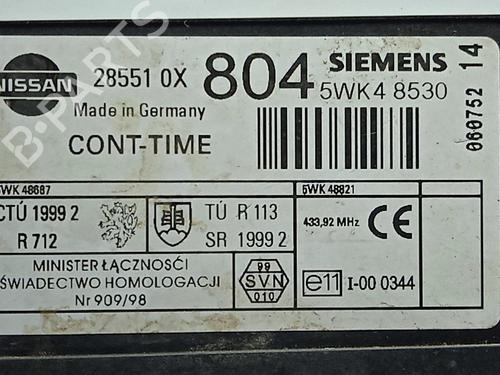 NISSAN
28551 0X 804 SIEMENS
5WK4 8530
Made in Germany
CONT-TIME
060752 14
5WK 48687
5WK 48821
CTÚ 1999 2
R 712
TÚ R 113
SR 1999 2
433,92 MHz
CE
MINISTER ŁĄCZNOŚCI
ŚWIADECTWO HOMOLOGACJI
Nr 909/98
99
SVN
010
e11 I-00 0344
B-PARTS